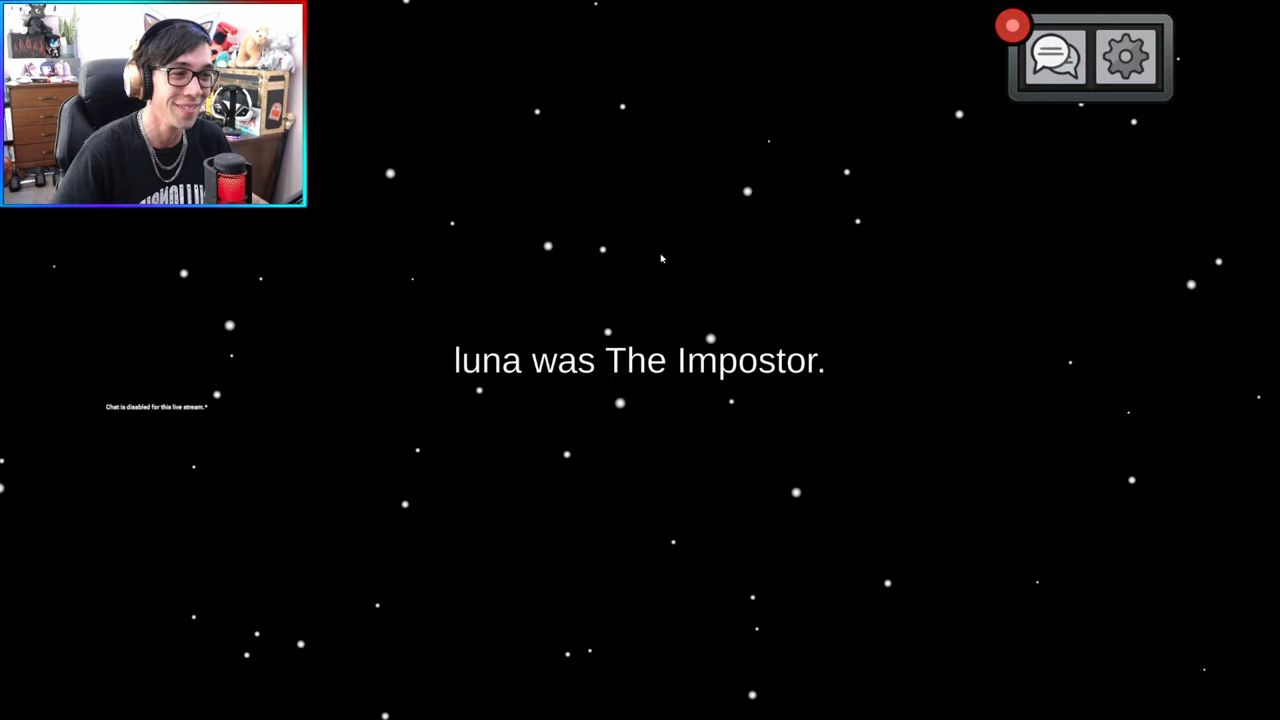 luna was The Impostor.
Chat is disabled for this live stream.*